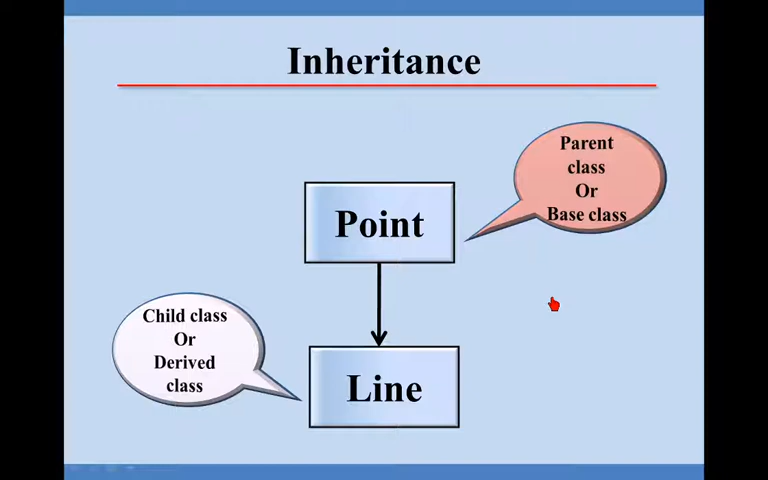 Inheritance
Parent
class
Or
Base class
Point
Child class
Or
Derived
class
Line